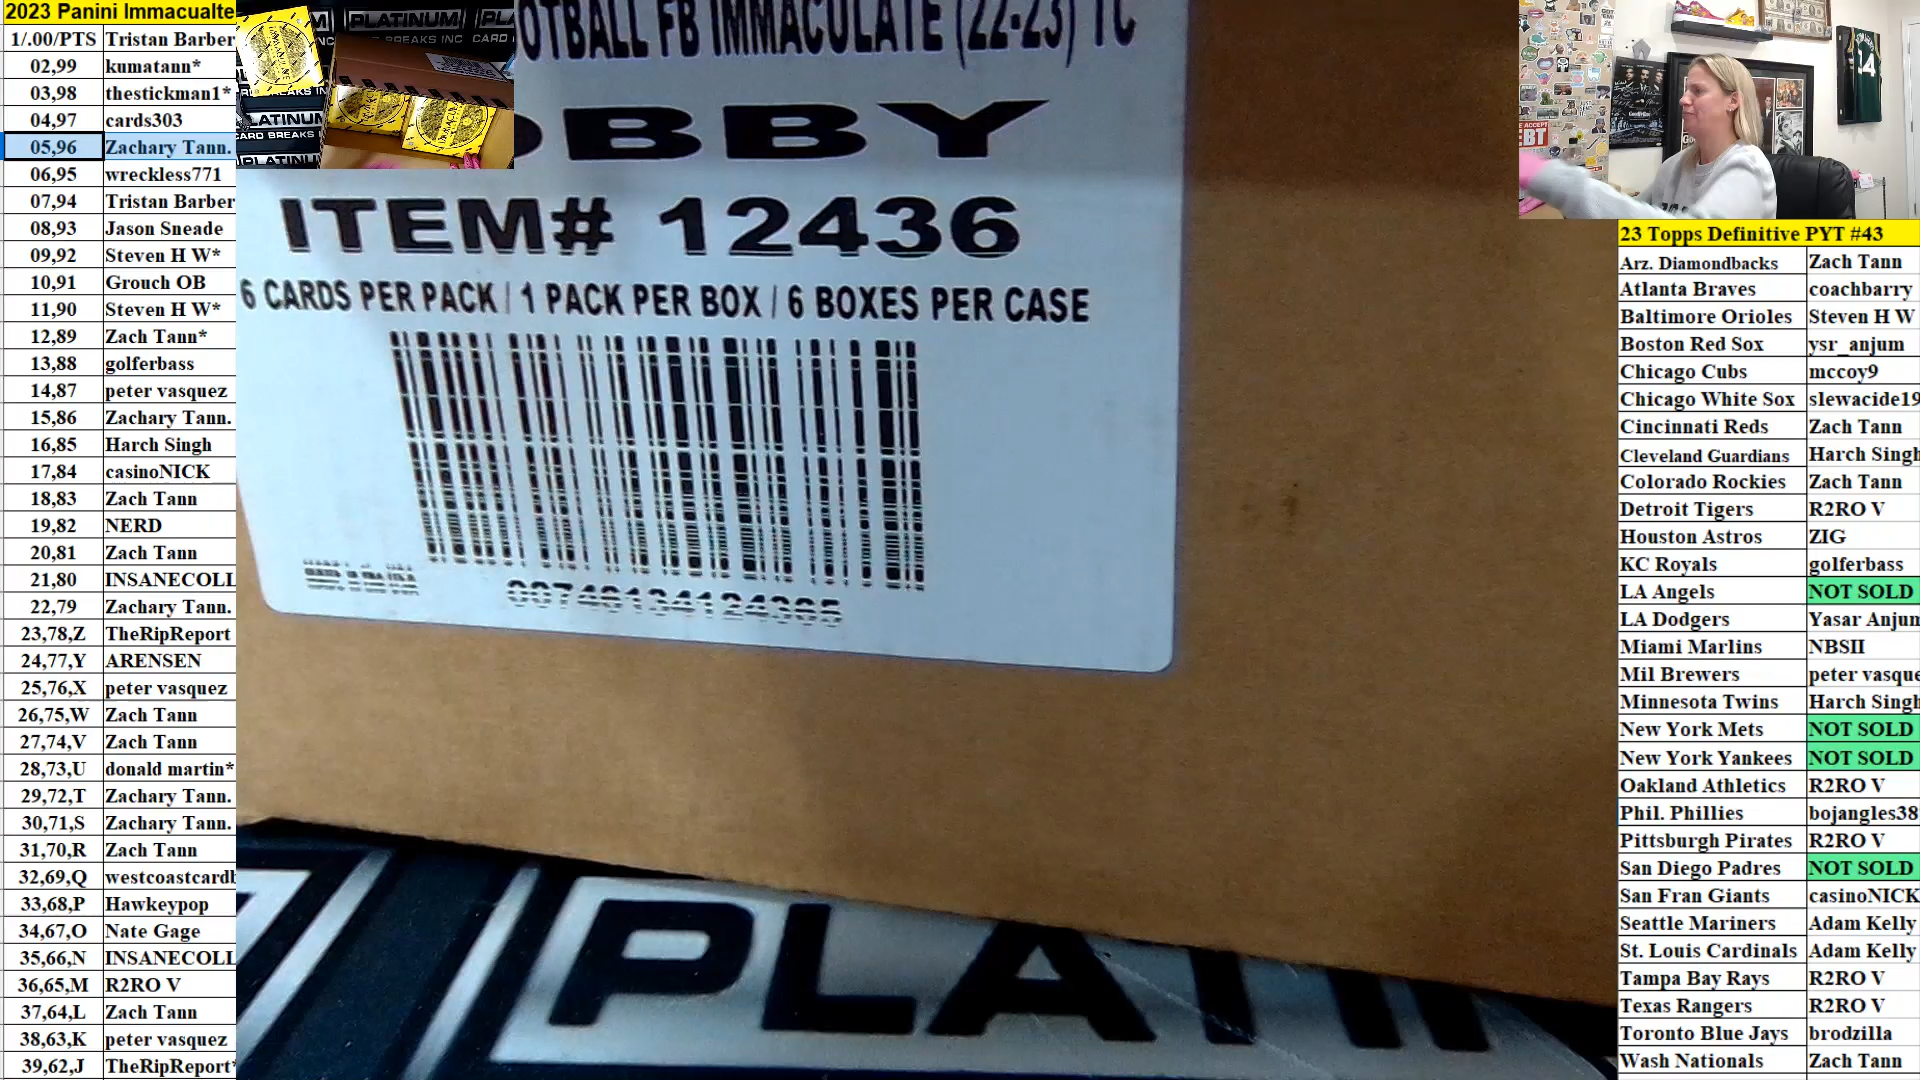 2023 Panini Immacualte
1/.00/PTS Tristan Barber
02,99 kumatann*
03,98 thestickman1*
04,97 cards303
05,96 Zachary Tann.
06,95 wreckless771
07,94 Tristan Barber
08,93 Jason Sneade
09,92 Steven H W*
10,91 Grouch OB
11,90 Steven H W*
12,89 Zach Tann*
13,88 golferbass
14,87 peter vasquez
15,86 Zachary Tann.
16,85 Harch Singh
17,84 casinoNICK
18,83 Zach Tann
19,82 NERD
20,81 Zach Tann
21,80 INSANECOLL
22,79 Zachary Tann.
23,78,Z TheRipReport
24,77,Y ARENSEN
25,76,X peter vasquez
26,75,W Zach Tann
27,74,V Zach Tann
28,73,U donald martin*
29,72,T Zachary Tann.
30,71,S Zachary Tann.
31,70,R Zach Tann
32,69,Q westcoastcardb
33,68,P Hawkeypop
34,67,O Nate Gage
35,66,N INSANECOLL
36,65,M R2RO V
37,64,L Zach Tann
38,63,K peter vasquez
39,62,J TheRipReport*
PLATINUM
BREAKS INC CARD
PLATINUM
CARD BREAKS IN
PLATINU
OTBALL FB IMMACULATE (22-23) TC
OBBY
ITEM# 12436
6 CARDS PER PACK / 1 PACK PER BOX / 6 BOXES PER CASE
00746134124365
PLATI
23 Topps Definitive PYT #43
Arz. Diamondbacks Zach Tann
Atlanta Braves coachbarry
Baltimore Orioles Steven H W
Boston Red Sox ysr_anjum
Chicago Cubs mccoy9
Chicago White Sox slewacide19
Cincinnati Reds Zach Tann
Cleveland Guardians Harch Singh
Colorado Rockies Zach Tann
Detroit Tigers R2RO V
Houston Astros ZIG
KC Royals golferbass
LA Angels NOT SOLD
LA Dodgers Yasar Anjum
Miami Marlins NBSII
Mil Brewers peter vasque
Minnesota Twins Harch Singh
New York Mets NOT SOLD
New York Yankees NOT SOLD
Oakland Athletics R2RO V
Phil. Phillies bojangles38
Pittsburgh Pirates R2RO V
San Diego Padres NOT SOLD
San Fran Giants casinoNICK
Seattle Mariners Adam Kelly
St. Louis Cardinals Adam Kelly
Tampa Bay Rays R2RO V
Texas Rangers R2RO V
Toronto Blue Jays brodzilla
Wash Nationals Zach Tann